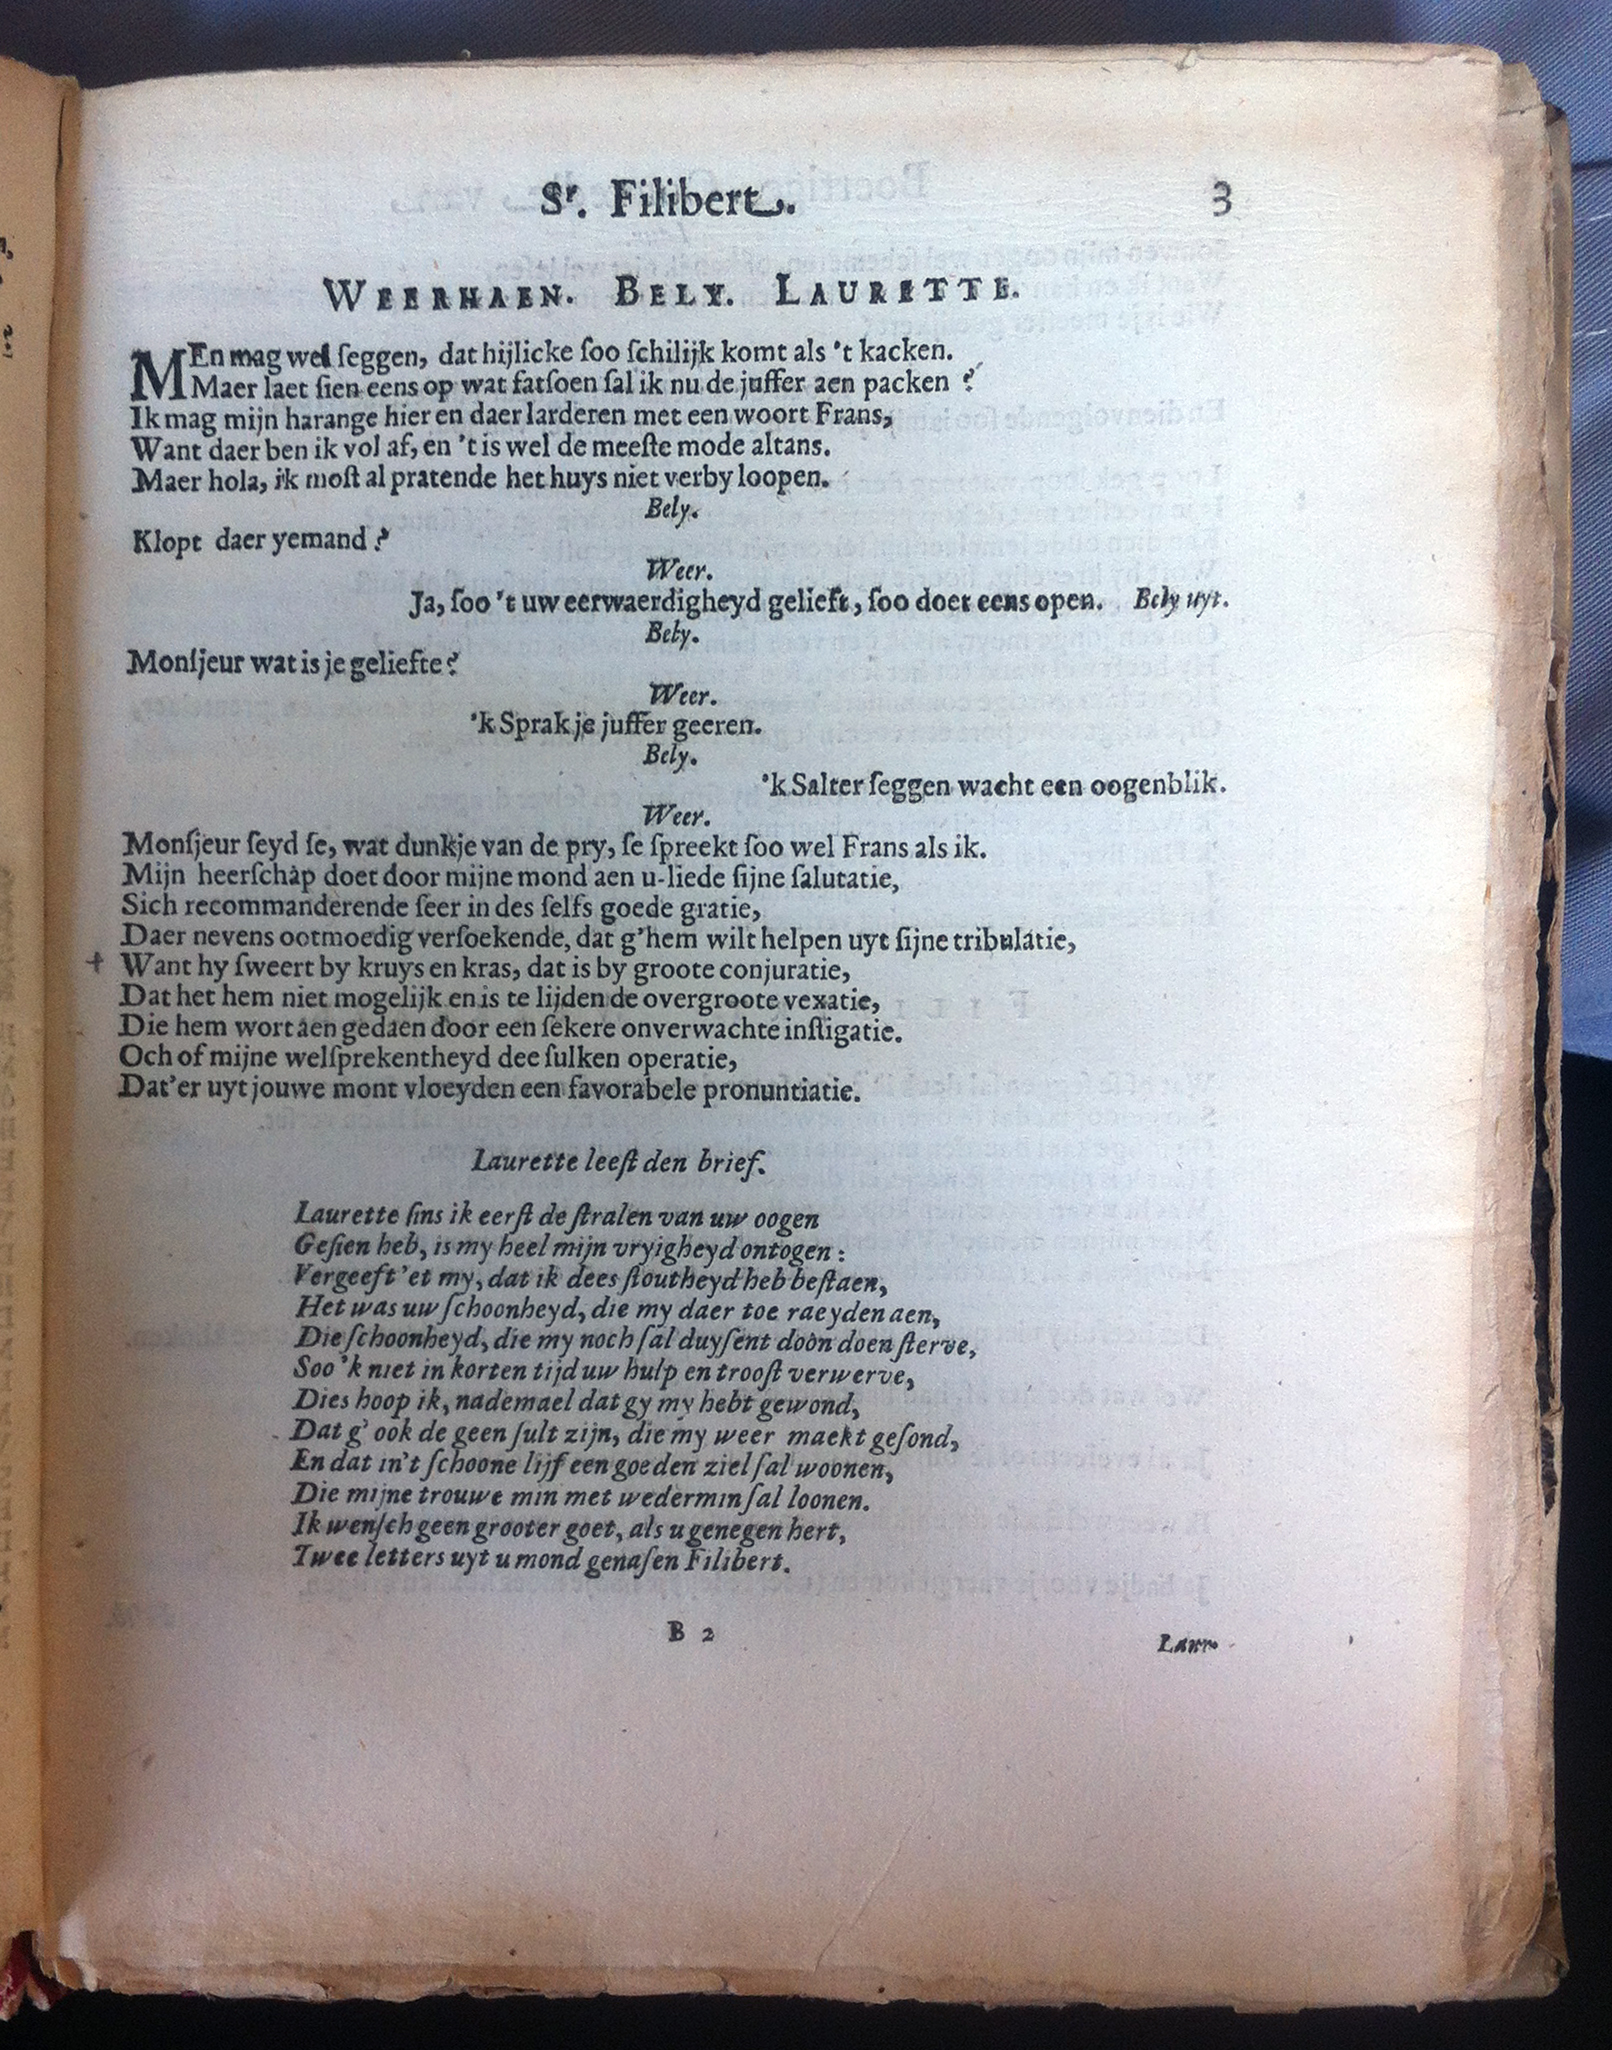 Sr. Filibert.
3
WEERHAEN. BELY. LAURETTE.
MEn mag wel ſeggen, dat hijlicke ſoo ſchilijk komt als 't kacken.
Maer laet ſien eens op wat fatſoen ſal ik nu de juffer aen packen?
Ik mag mijn harange hier en daer larderen met een woort Frans,
Want daer ben ik vol af, en 't is wel de meeſte mode altans.
Maer hola, ik moſt al pratende het huys niet verby loopen.
Bely.
Klopt daer yemand?
Weer.
Ja, ſoo 't uw eerwaerdigheyd gelieft, ſoo doet eens open. Bely uyt.
Bely.
Monſjeur wat is je geliefte?
Weer.
'k Sprak je juffer geeren.
Bely.
'k Salter ſeggen wacht een oogenblik.
Weer.
Monſjeur ſeyd ſe, wat dunkje van de pry, ſe ſpreekt ſoo wel Frans als ik.
Mijn heerſchap doet door mijne mond aen u-liede ſijne ſalutatie,
Sich recommanderende ſeer in des ſelfs goede gratie,
Daer nevens ootmoedig verſoekende, dat g'hem wilt helpen uyt ſijne tribulatie,
+ Want hy ſweert by kruys en kras, dat is by groote conjuratie,
Dat het hem niet mogelijk en is te lijden de overgroote vexatie,
Die hem wort aen gedaen door een ſekere onverwachte inſtigatie.
Och of mijne welſprekentheyd dee ſulken operatie,
Dat'er uyt jouwe mont vloeyden een favorabele pronuntiatie.
Laurette leeſt den brief.
Laurette ſins ik eerſt de ſtralen van uw oogen
Geſien heb, is my heel mijn vryigheyd ontogen:
Vergeeft 'et my, dat ik dees ſtoutheyd heb beſtaen,
Het was uw ſchoonheyd, die my daer toe raeyden aen,
Die ſchoonheyd, die my noch ſal duyſent doôn doen ſterve,
Soo 'k niet in korten tijd uw hulp en trooſt verwerve,
Dies hoop ik, nademael dat gy my hebt gewond,
Dat g' ook de geen ſult zijn, die my weer maekt geſond,
En dat in't ſchoone lijf een goeden ziel ſal woonen,
Die mijne trouwe min met wedermin ſal loonen.
Ik wenſch geen grooter goet, als u genegen hert,
Twee letters uyt u mond genaſen Filibert.
B 2
Laur.